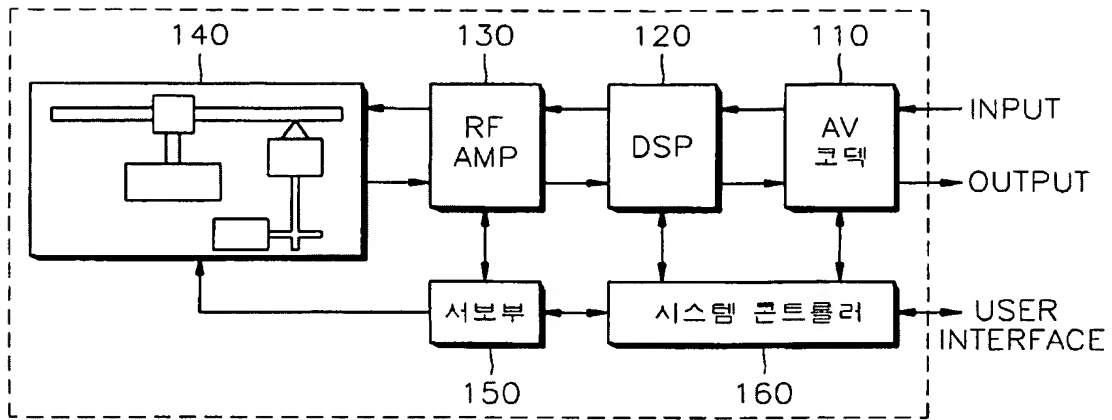 140
130
120
110
RF
AMP
DSP
AV
코덱
INPUT
OUTPUT
서보부
시스템 콘트롤러
USER
INTERFACE
150
160